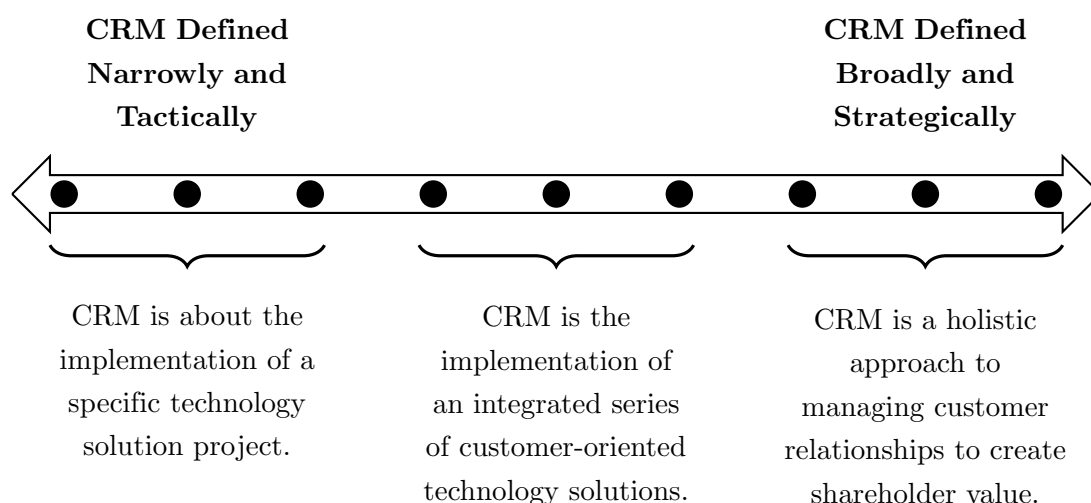 CRM Defined
Narrowly and
Tactically
CRM Defined
Broadly and
Strategically
CRM is about the
implementation of a
specific technology
solution project.
CRM is the
implementation of
an integrated series
of customer-oriented
technology solutions.
CRM is a holistic
approach to
managing customer
relationships to create
shareholder value.